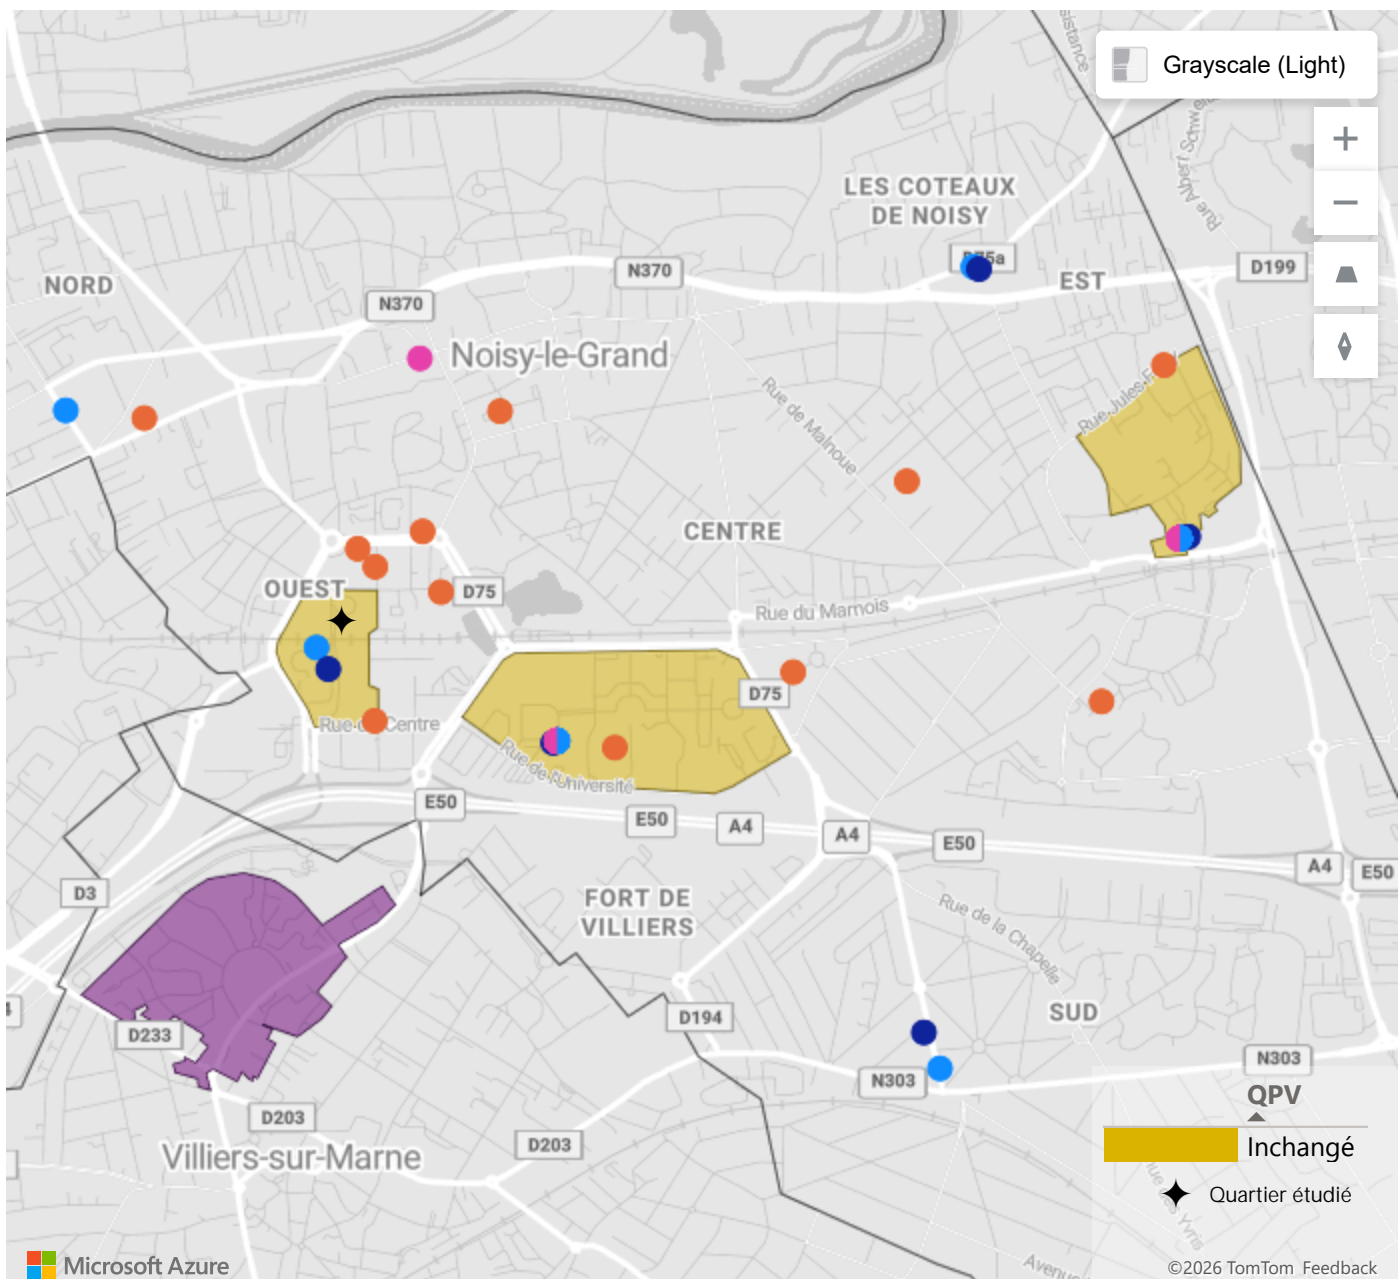 Grayscale (Light)
LES COTEAUX
DE NOISY
N370
D199
NORD
EST
N370
Noisy-le-Grand
Rue de Malnoue
CENTRE
OUEST
D75
Rue du Marnois
D75
Centre
Rue de l'Université
E50
E50
A4
A4
E50
A4
E50
D3
FORT DE
VILLIERS
Rue de la Chapelle
D194
SUD
D233
N303
N303
QPV
D203
D203
Inchangé
Villiers-sur-Marne
Quartier étudié
Microsoft Azure
©2026 TomTom Feedback